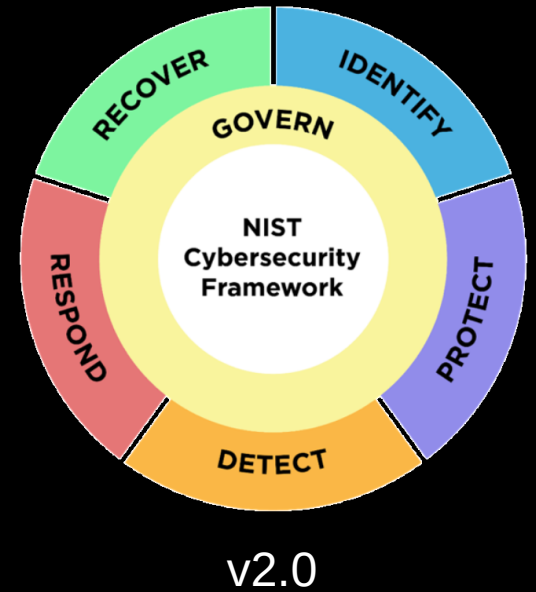 RECOVER
IDENTIFY
GOVERN
NIST
Cybersecurity
Framework
RESPOND
PROTECT
DETECT
v2.0